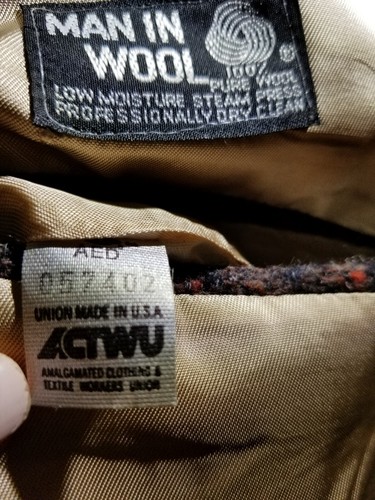 MAN IN
WOOL
100%
PURE WOOL
LOW MOISTURE STEAM PRESS
PROFESSIONALLY DRY CLEAN
AEB
057402
UNION MADE IN U.S.A.
ACTWU
AMALGAMATED CLOTHING &
TEXTILE WORKERS UNION